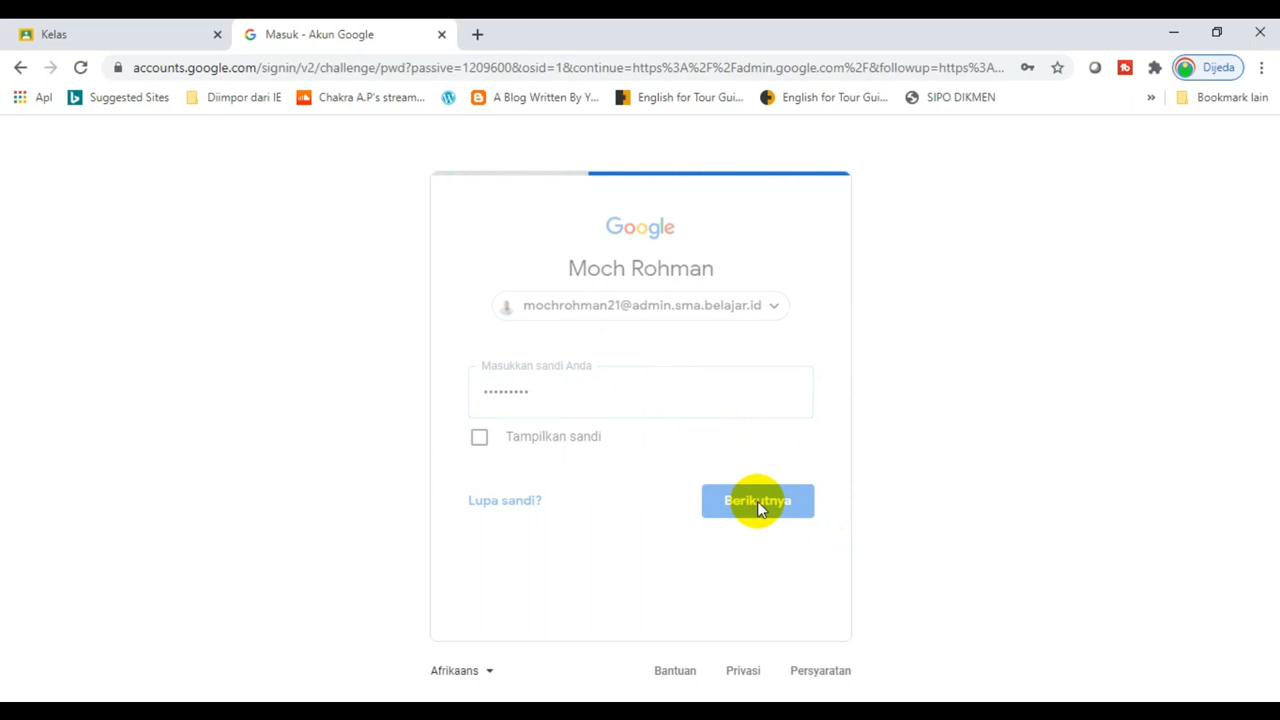 Kelas
Masuk - Akun Google
accounts.google.com/signin/v2/challenge/pwd?passive=1209600&osid=1&continue=https%3A%2F%2Fadmin.google.com%2F&followup=https%3A...
Dijeda
Apl
Suggested Sites
Diimpor dari IE
Chakra A.P's stream...
A Blog Written By Y...
English for Tour Gui...
English for Tour Gui...
SIPO DIKMEN
»
Bookmark lain
Google
Moch Rohman
mochrohman21@admin.sma.belajar.id
Masukkan sandi Anda
•••••••••
Tampilkan sandi
Lupa sandi?
Berikutnya
Afrikaans
Bantuan
Privasi
Persyaratan